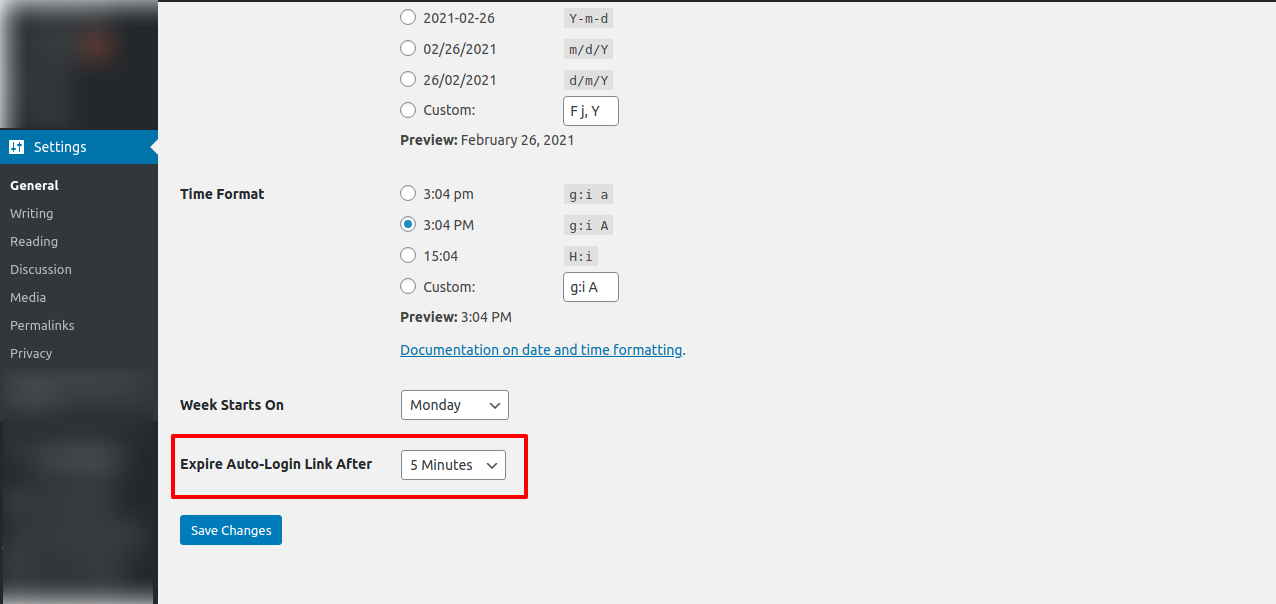 2021-02-26 Y-m-d
02/26/2021 m/d/Y
26/02/2021 d/m/Y
Custom: F j, Y
Preview: February 26, 2021
Settings
General
Writing
Reading
Discussion
Media
Permalinks
Privacy
Time Format
3:04 pm g:i a
3:04 PM g:i A
15:04 H:i
Custom: g:i A
Preview: 3:04 PM
Documentation on date and time formatting.
Week Starts On Monday
Expire Auto-Login Link After 5 Minutes
Save Changes